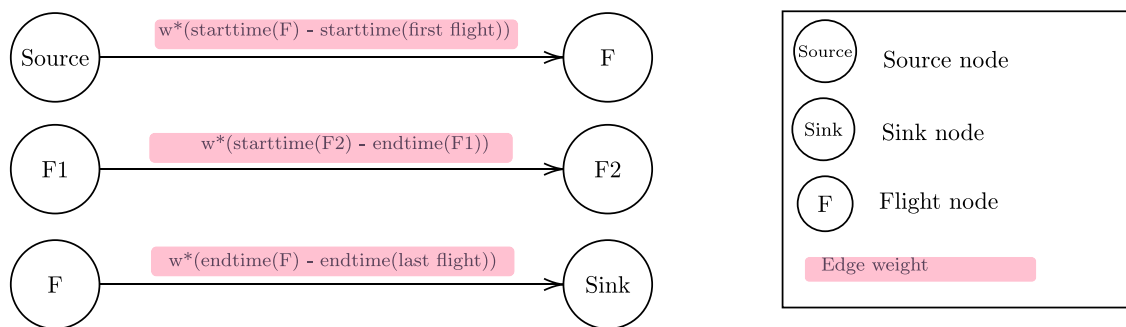 Source
w*(starttime(F) - starttime(first flight))
F
F1
w*(starttime(F2) - endtime(F1))
F2
F
w*(endtime(F) - endtime(last flight))
Sink
Source
Source node
Sink
Sink node
F
Flight node
Edge weight